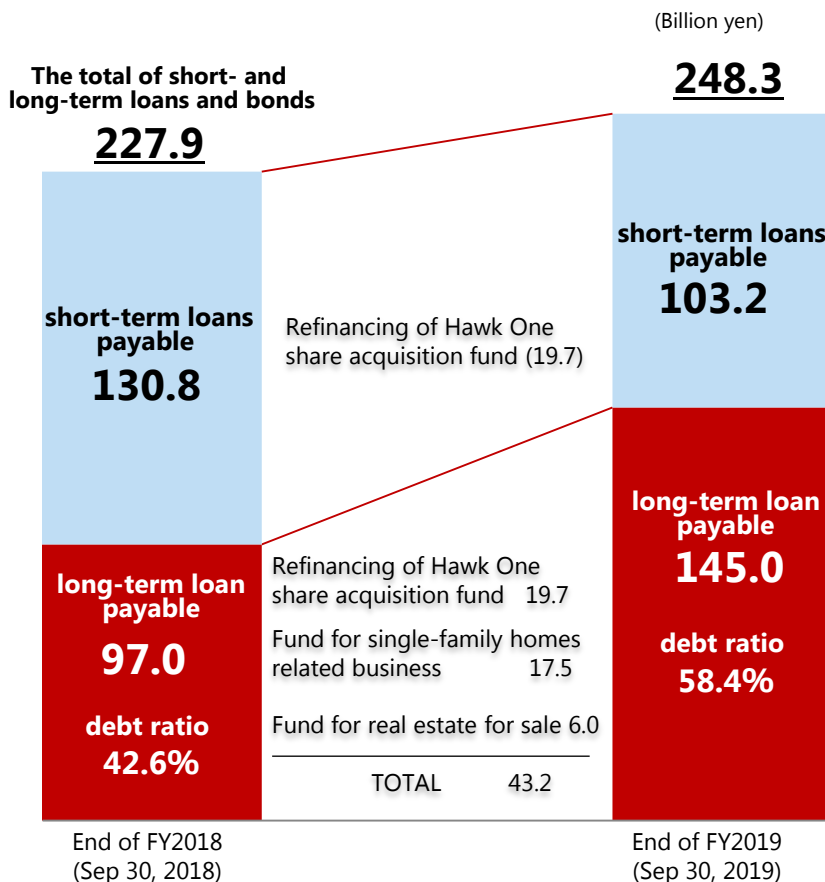 (Billion yen)
The total of short- and
long-term loans and bonds
227.9
248.3
short-term loans
payable
130.8
Refinancing of Hawk One
share acquisition fund (19.7)
short-term loans
payable
103.2
long-term loan
payable
97.0
debt ratio
42.6%
Refinancing of Hawk One
share acquisition fund 19.7
Fund for single-family homes
related business 17.5
Fund for real estate for sale 6.0
TOTAL 43.2
long-term loan
payable
145.0
debt ratio
58.4%
End of FY2018
(Sep 30, 2018)
End of FY2019
(Sep 30, 2019)